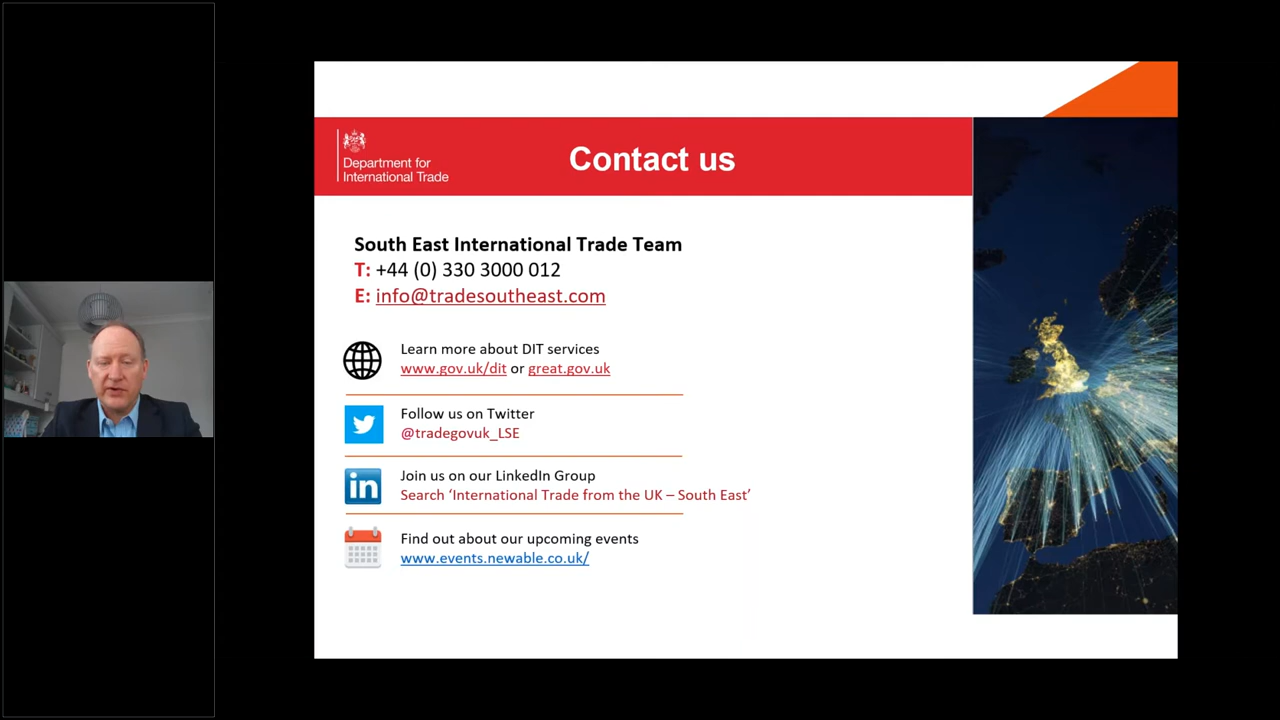 Department for
International Trade
Contact us
South East International Trade Team
T: +44 (0) 330 3000 012
E: info@tradesoutheast.com
Learn more about DIT services
www.gov.uk/dit or great.gov.uk
Follow us on Twitter
@tradegovuk_LSE
in
Join us on our LinkedIn Group
Search ‘International Trade from the UK – South East’
Find out about our upcoming events
www.events.newable.co.uk/